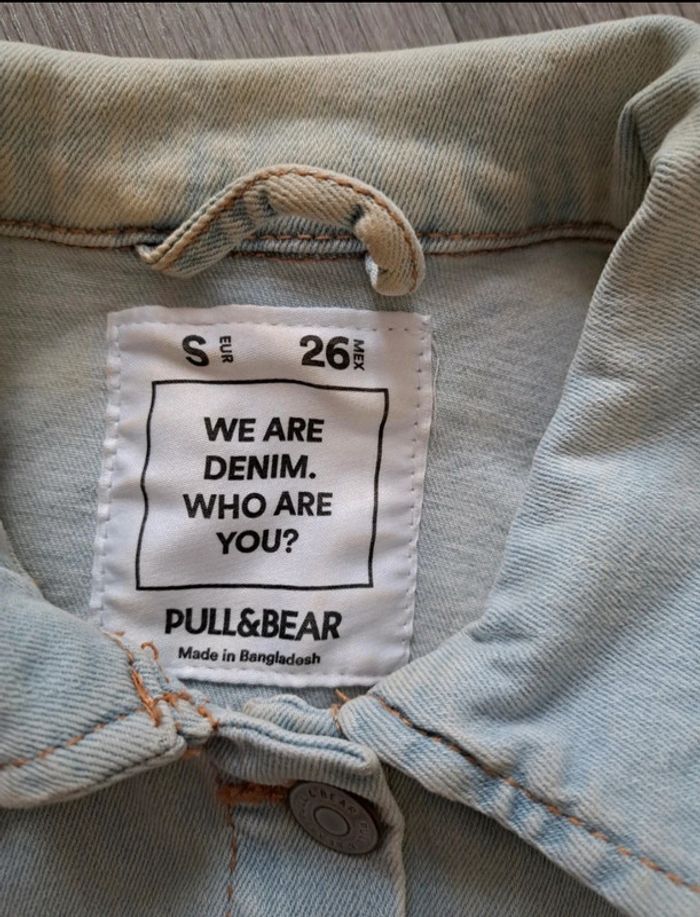 S EUR 26 MEX
WE ARE
DENIM.
WHO ARE
YOU?
PULL&BEAR
Made in Bangladesh